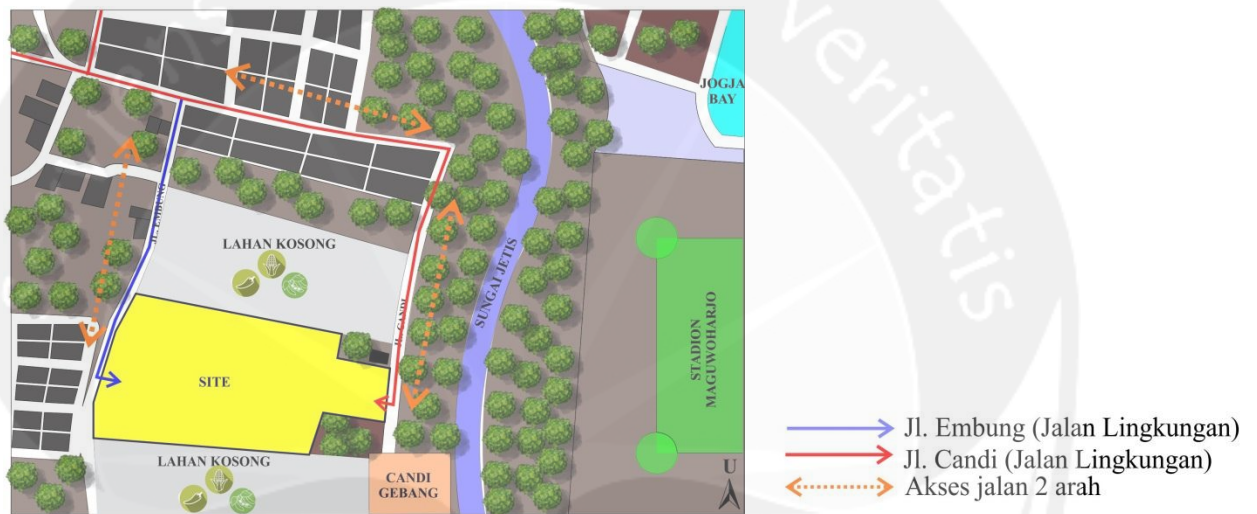 JOGJA
BAY
JL. EMBUNG
LAHAN KOSONG
SUNGAI JETIS
JL. CANDI
STADION
MAGUWOHARJO
SITE
LAHAN KOSONG
CANDI
GEBANG
U
Jl. Embung (Jalan Lingkungan)
Jl. Candi (Jalan Lingkungan)
Akses jalan 2 arah
veritatis